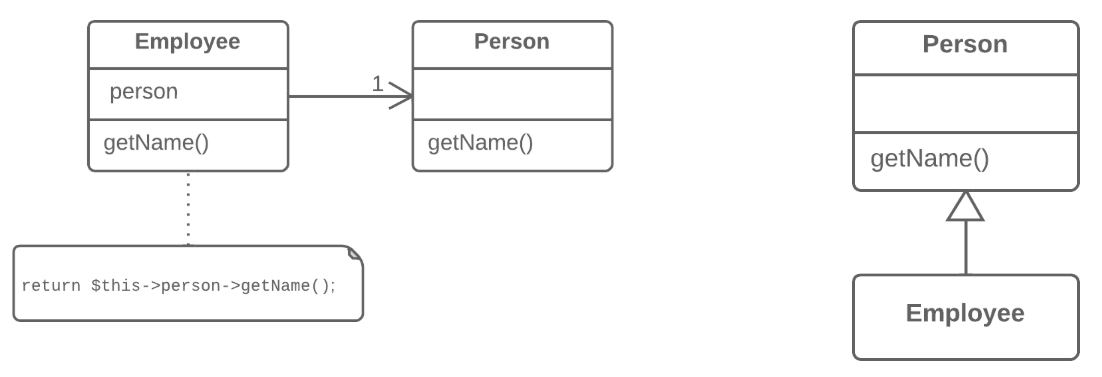 Employee
person
getName()
1
Person
getName()
return $this->person->getName();
Person
getName()
Employee